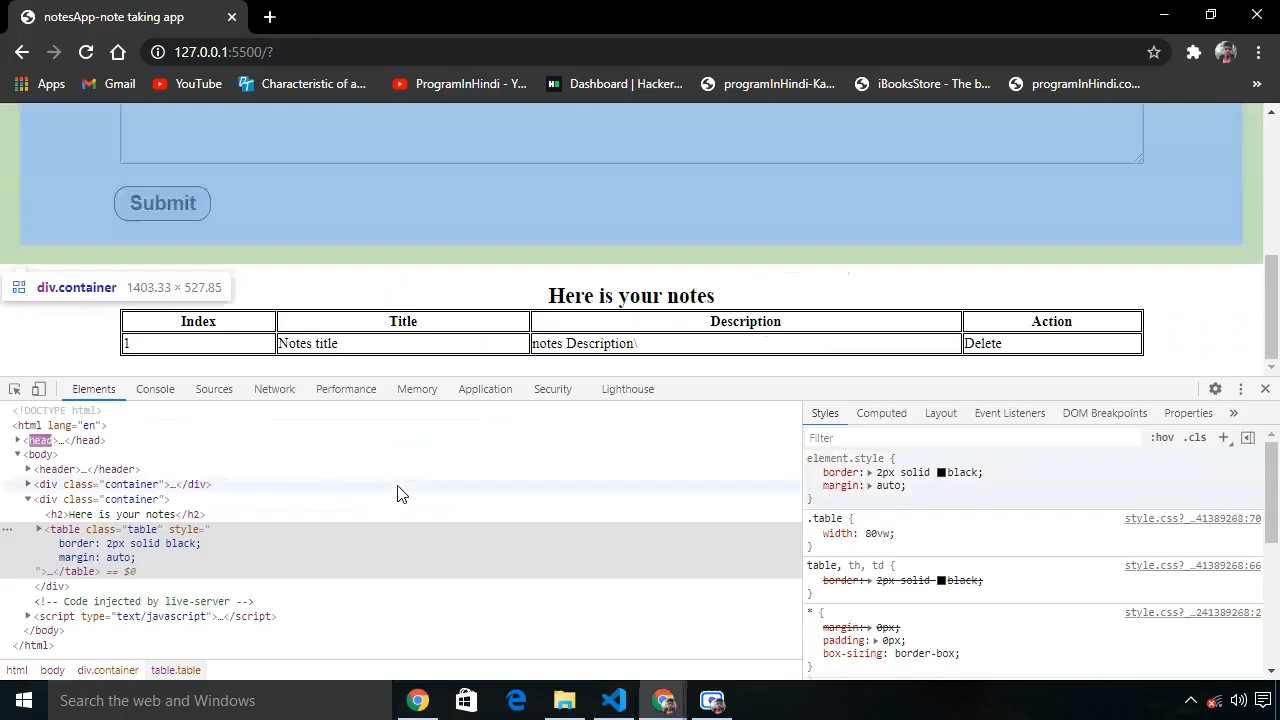 notesApp-note taking app
127.0.0.1:5500/?
Apps Gmail YouTube Characteristic of a... ProgramInHindi - Y... Dashboard | Hacker... programInHindi-Ka... iBooksStore - The b... programInHindi.co... »
Submit
div.container 1403.33 × 527.85
Here is your notes
Index Title Description Action
1 Notes title notes Description\ Delete
Elements Console Sources Network Performance Memory Application Security Lighthouse
<!DOCTYPE html>
<html lang="en">
<head>…</head>
<body>
<header>…</header>
<div class="container">…</div>
<div class="container">
<h2>Here is your notes</h2>
<table class="table" style="
border: 2px solid black;
margin: auto;
">…</table> == $0
</div>
<!-- Code injected by live-server -->
<script type="text/javascript">…</script>
</body>
</html>
html body div.container table.table
Styles Computed Layout Event Listeners DOM Breakpoints Properties »
Filter :hov .cls +
element.style {
border: 2px solid black;
margin: auto;
}
.table { style.css?_…41389268:70
width: 80vw;
}
table, th, td { style.css?_…41389268:66
border: 2px solid black;
}
* { style.css?_…241389268:2
margin: 0px;
padding: 0px;
box-sizing: border-box;
}
Search the web and Windows